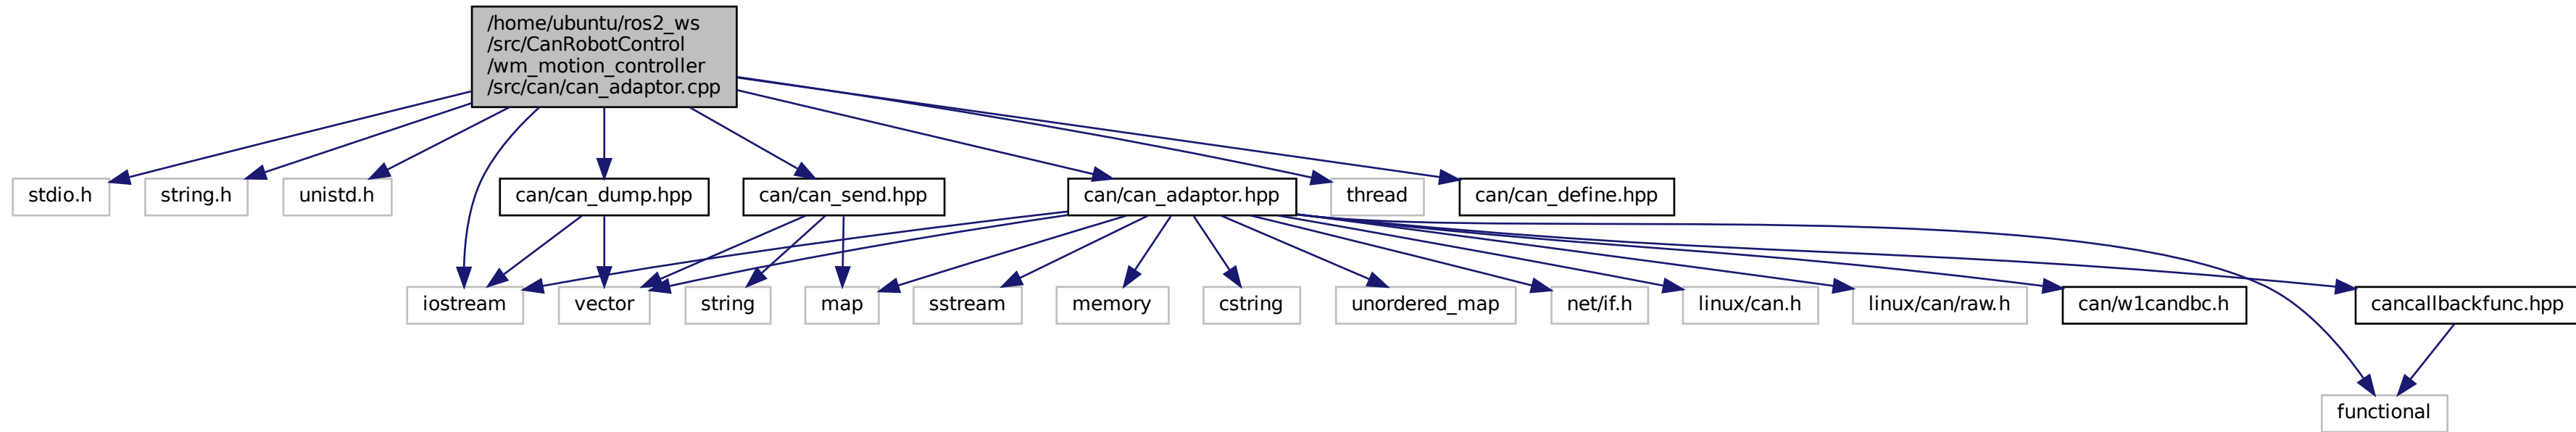 /home/ubuntu/ros2_ws
/src/CanRobotControl
/wm_motion_controller
/src/can/can_adaptor.cpp
stdio.h
string.h
unistd.h
can/can_dump.hpp
can/can_send.hpp
can/can_adaptor.hpp
thread
can/can_define.hpp
iostream
vector
string
map
sstream
memory
cstring
unordered_map
net/if.h
linux/can.h
linux/can/raw.h
can/w1candbc.h
cancallbackfunc.hpp
functional